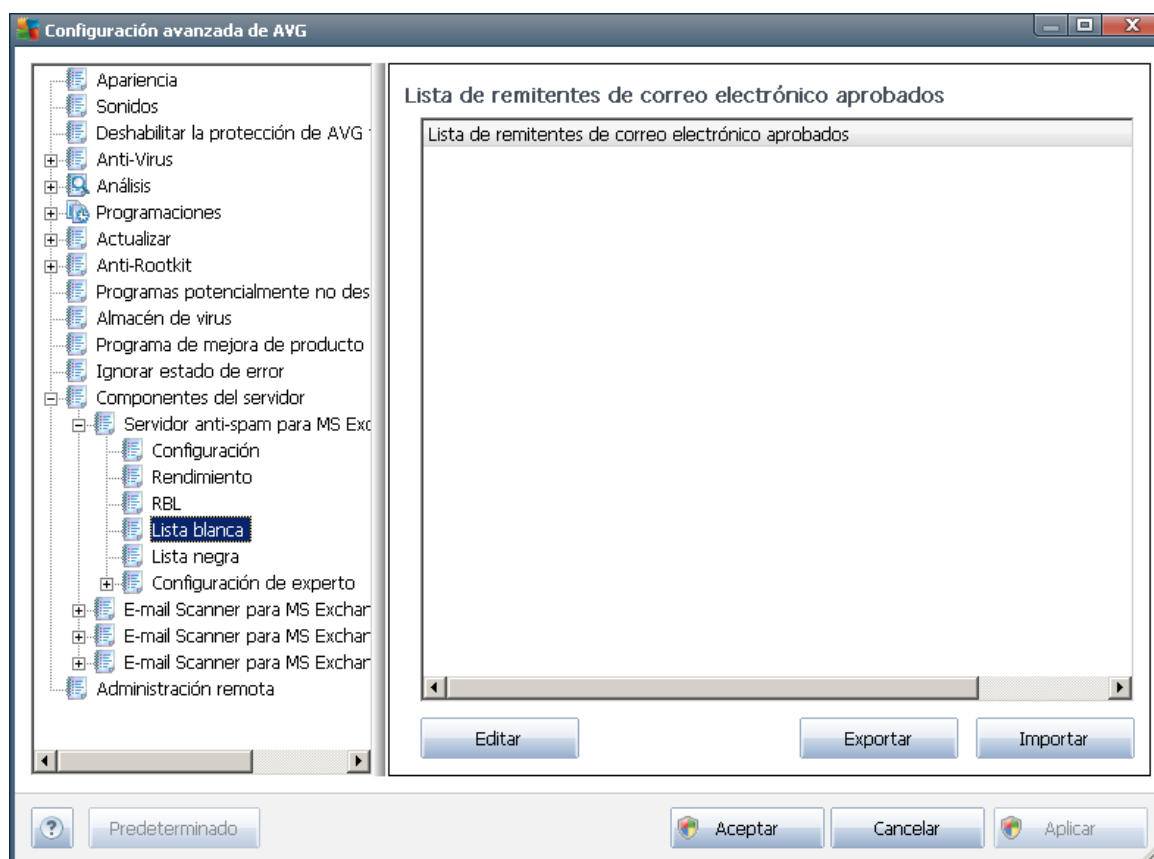 Configuración avanzada de AVG
Apariencia
Sonidos
Deshabilitar la protección de AVG
Anti-Virus
Análisis
Programaciones
Actualizar
Anti-Rootkit
Programas potencialmente no des
Almacén de virus
Programa de mejora de producto
Ignorar estado de error
Componentes del servidor
Servidor anti-spam para MS Exc
Configuración
Rendimiento
RBL
Lista blanca
Lista negra
Configuración de experto
E-mail Scanner para MS Exchan
E-mail Scanner para MS Exchan
E-mail Scanner para MS Exchan
Administración remota
Lista de remitentes de correo electrónico aprobados
Lista de remitentes de correo electrónico aprobados
Editar
Exportar
Importar
?
Predeterminado
Aceptar
Cancelar
Aplicar